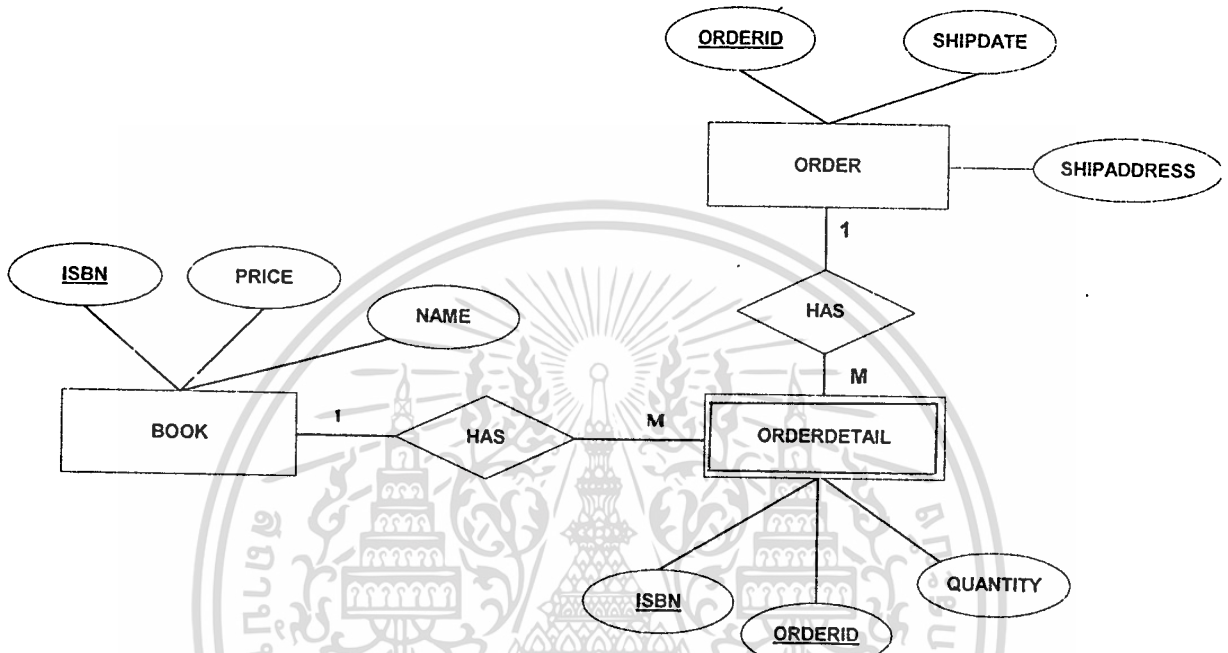 ORDERID
SHIPDATE
ORDER
SHIPADDRESS
1
HAS
M
ISBN
PRICE
NAME
BOOK
1
HAS
M
ORDERDETAIL
ISBN
ORDERID
QUANTITY